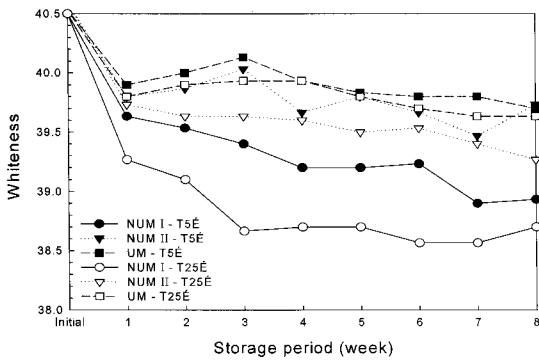 40.5
40.0
39.5
39.0
38.5
38.0
Whiteness
NUM I - T5É
NUM II - T5É
UM - T5É
NUM I - T25É
NUM II - T25É
UM - T25É
Initial 1 2 3 4 5 6 7 8
Storage period (week)